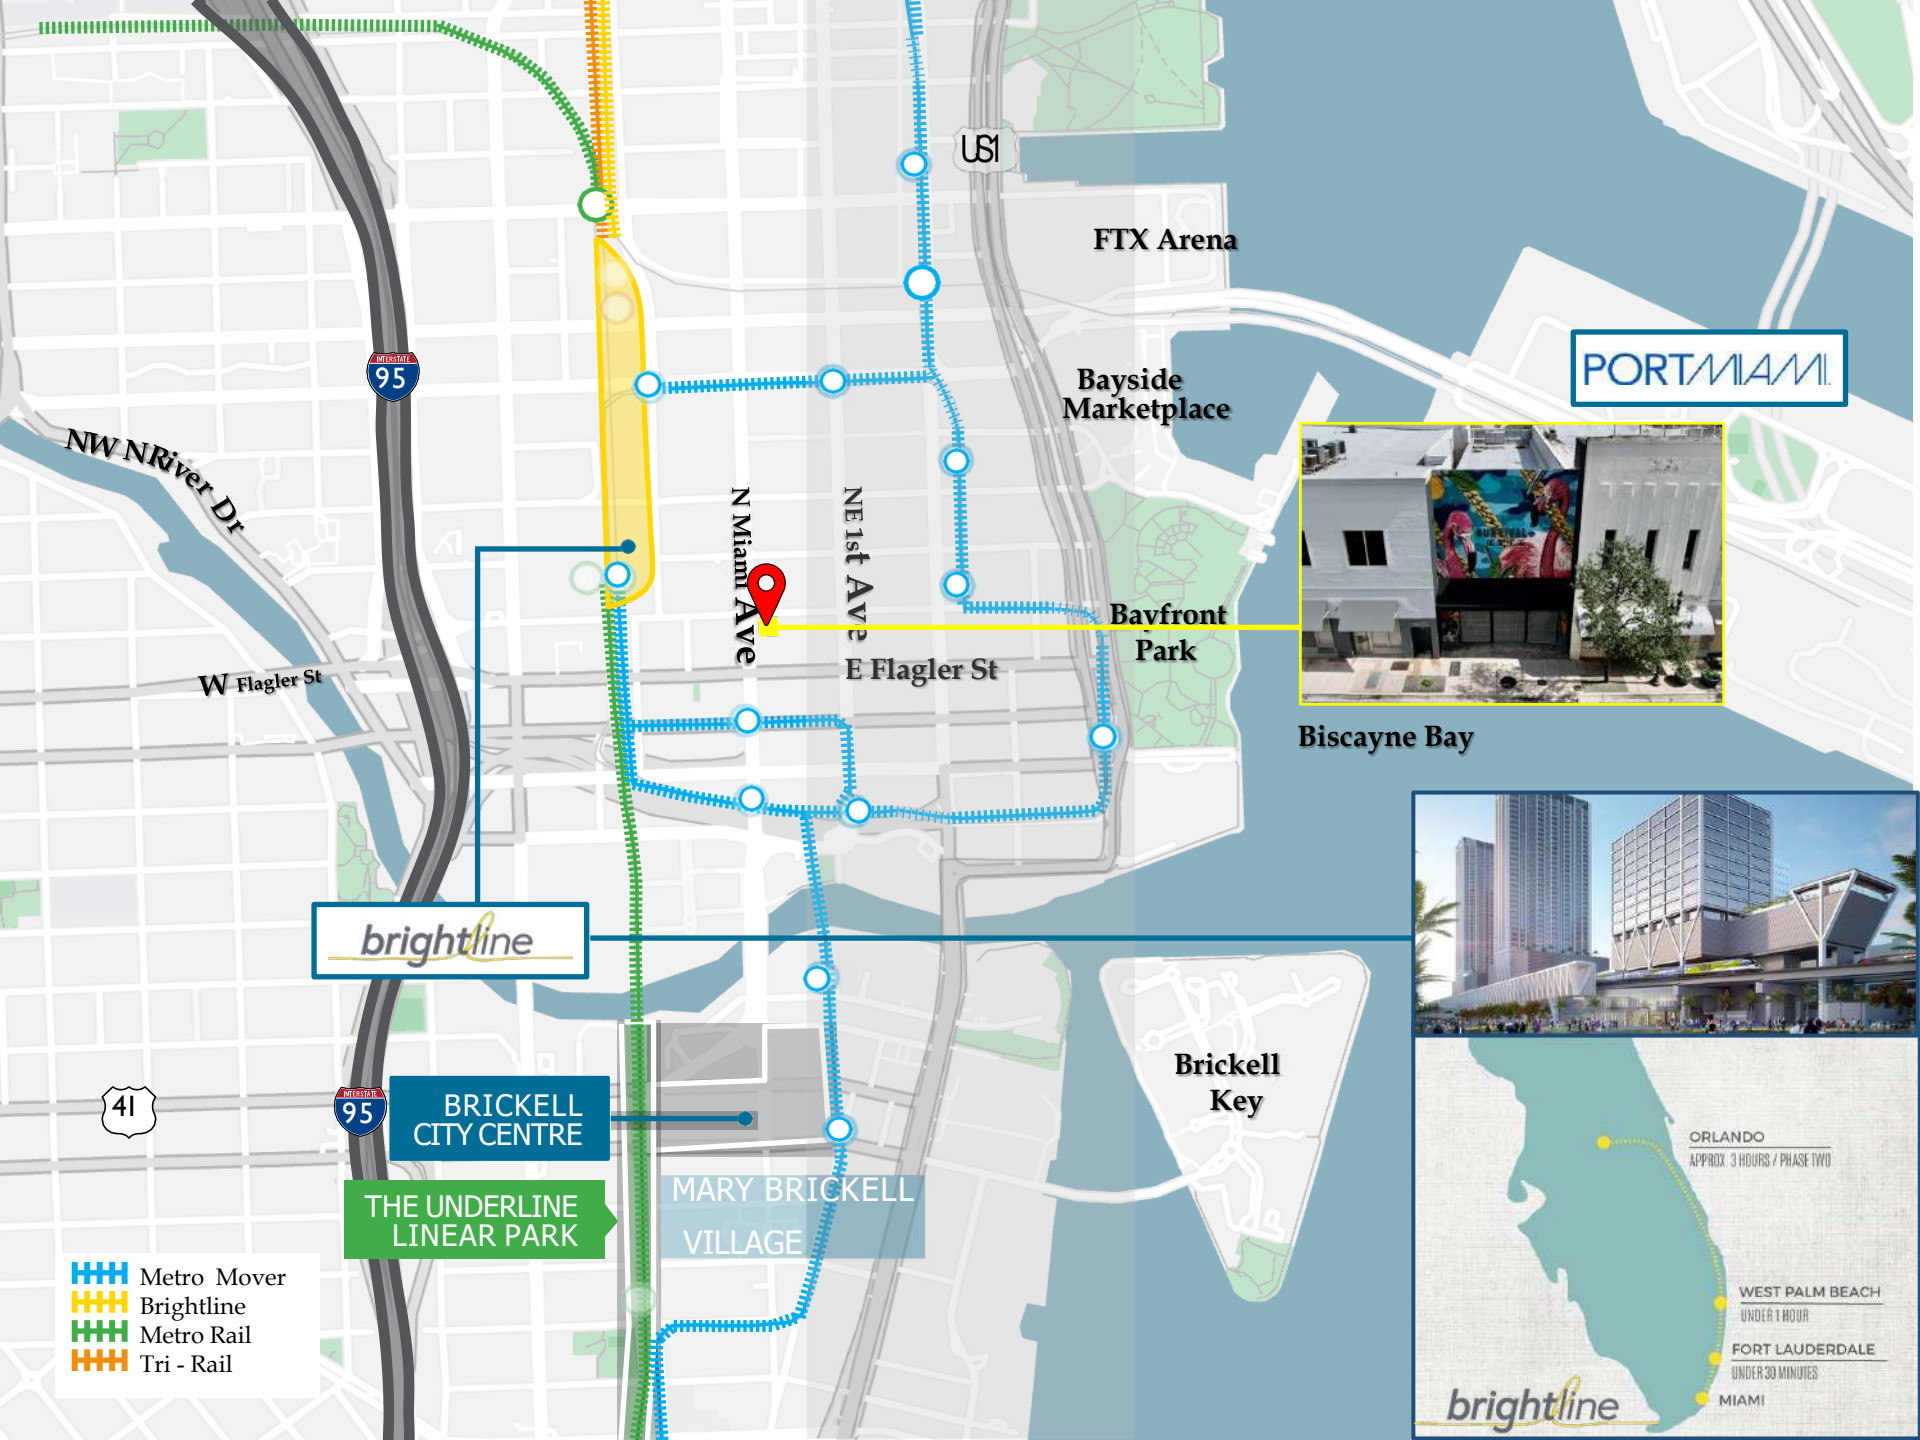 US1
FTX Arena
INTERSTATE
95
Bayside
Marketplace
PORTMIAMI
NW N River Dr
N Miami Ave
NE 1st Ave
SURVIVAL
Bayfront
Park
E Flagler St
W Flagler St
Biscayne Bay
brightline
Brickell
Key
41
INTERSTATE
95
BRICKELL
CITY CENTRE
THE UNDERLINE
LINEAR PARK
MARY BRICKELL
VILLAGE
Metro Mover
Brightline
Metro Rail
Tri - Rail
ORLANDO
APPROX 3 HOURS / PHASE TWO
WEST PALM BEACH
UNDER 1 HOUR
FORT LAUDERDALE
UNDER 30 MINUTES
MIAMI
brightline